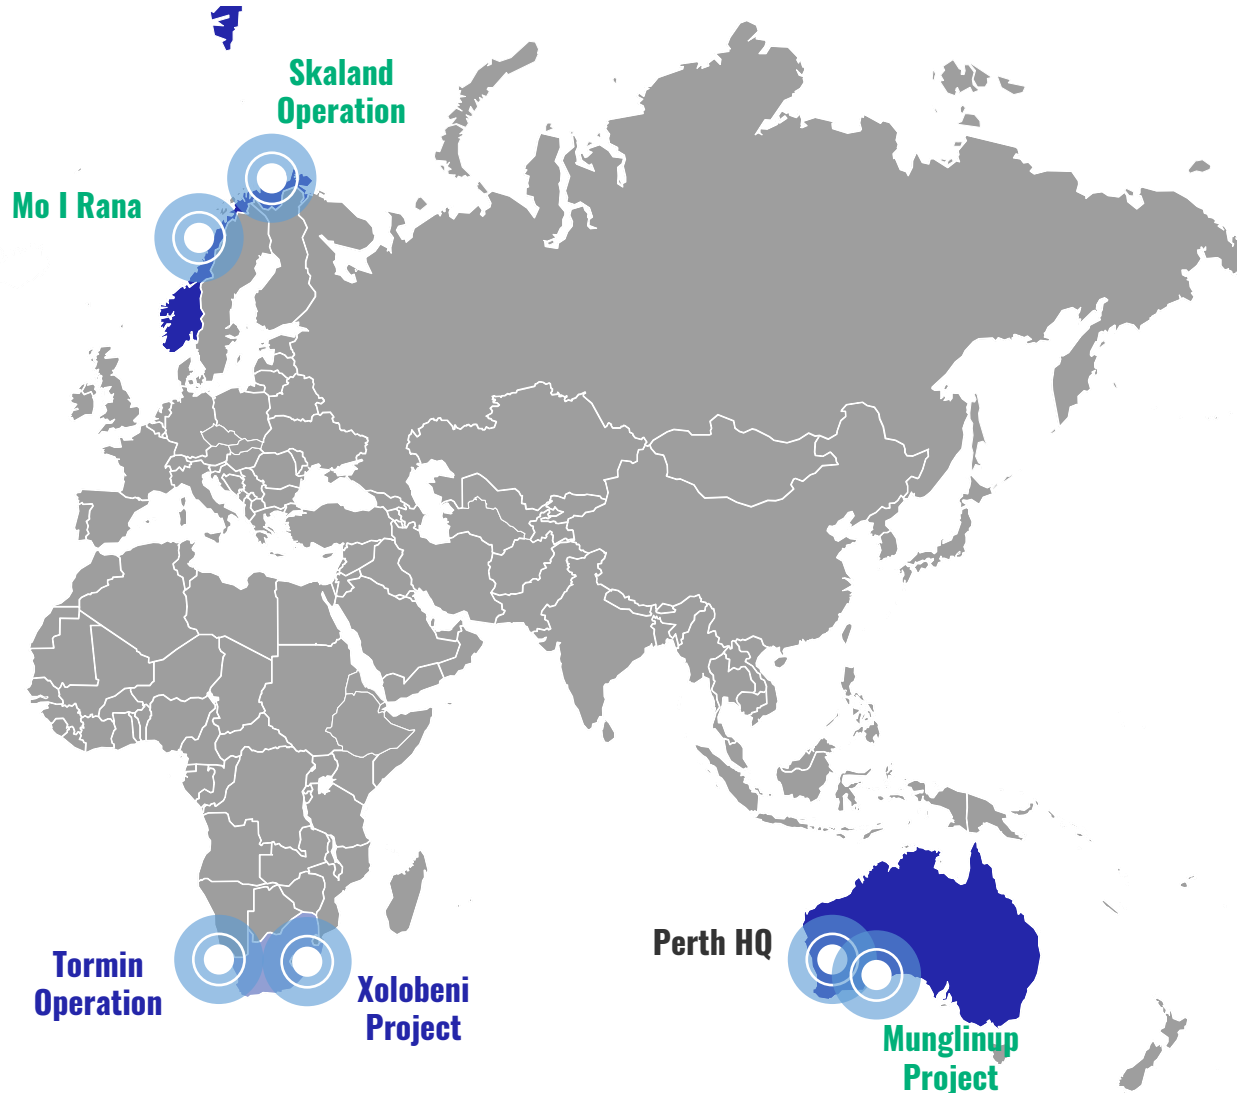 Skaland
Operation
Mo I Rana
Perth HQ
Tormin
Operation
Xolobeni
Project
Munglinup
Project